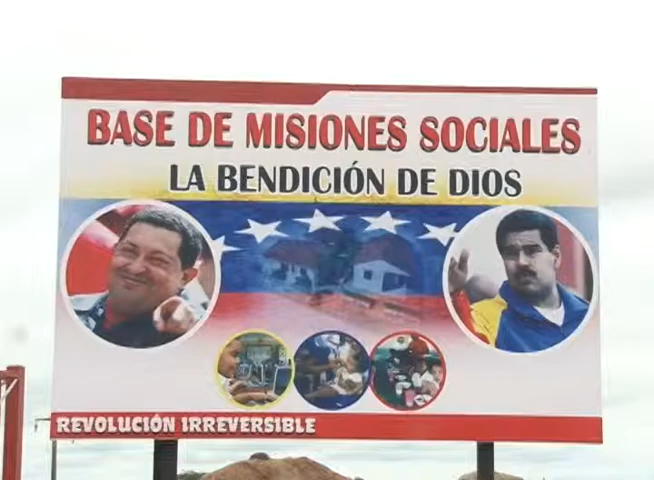 BASE DE MISIONES SOCIALES
LA BENDICIÓN DE DIOS
REVOLUCIÓN IRREVERSIBLE